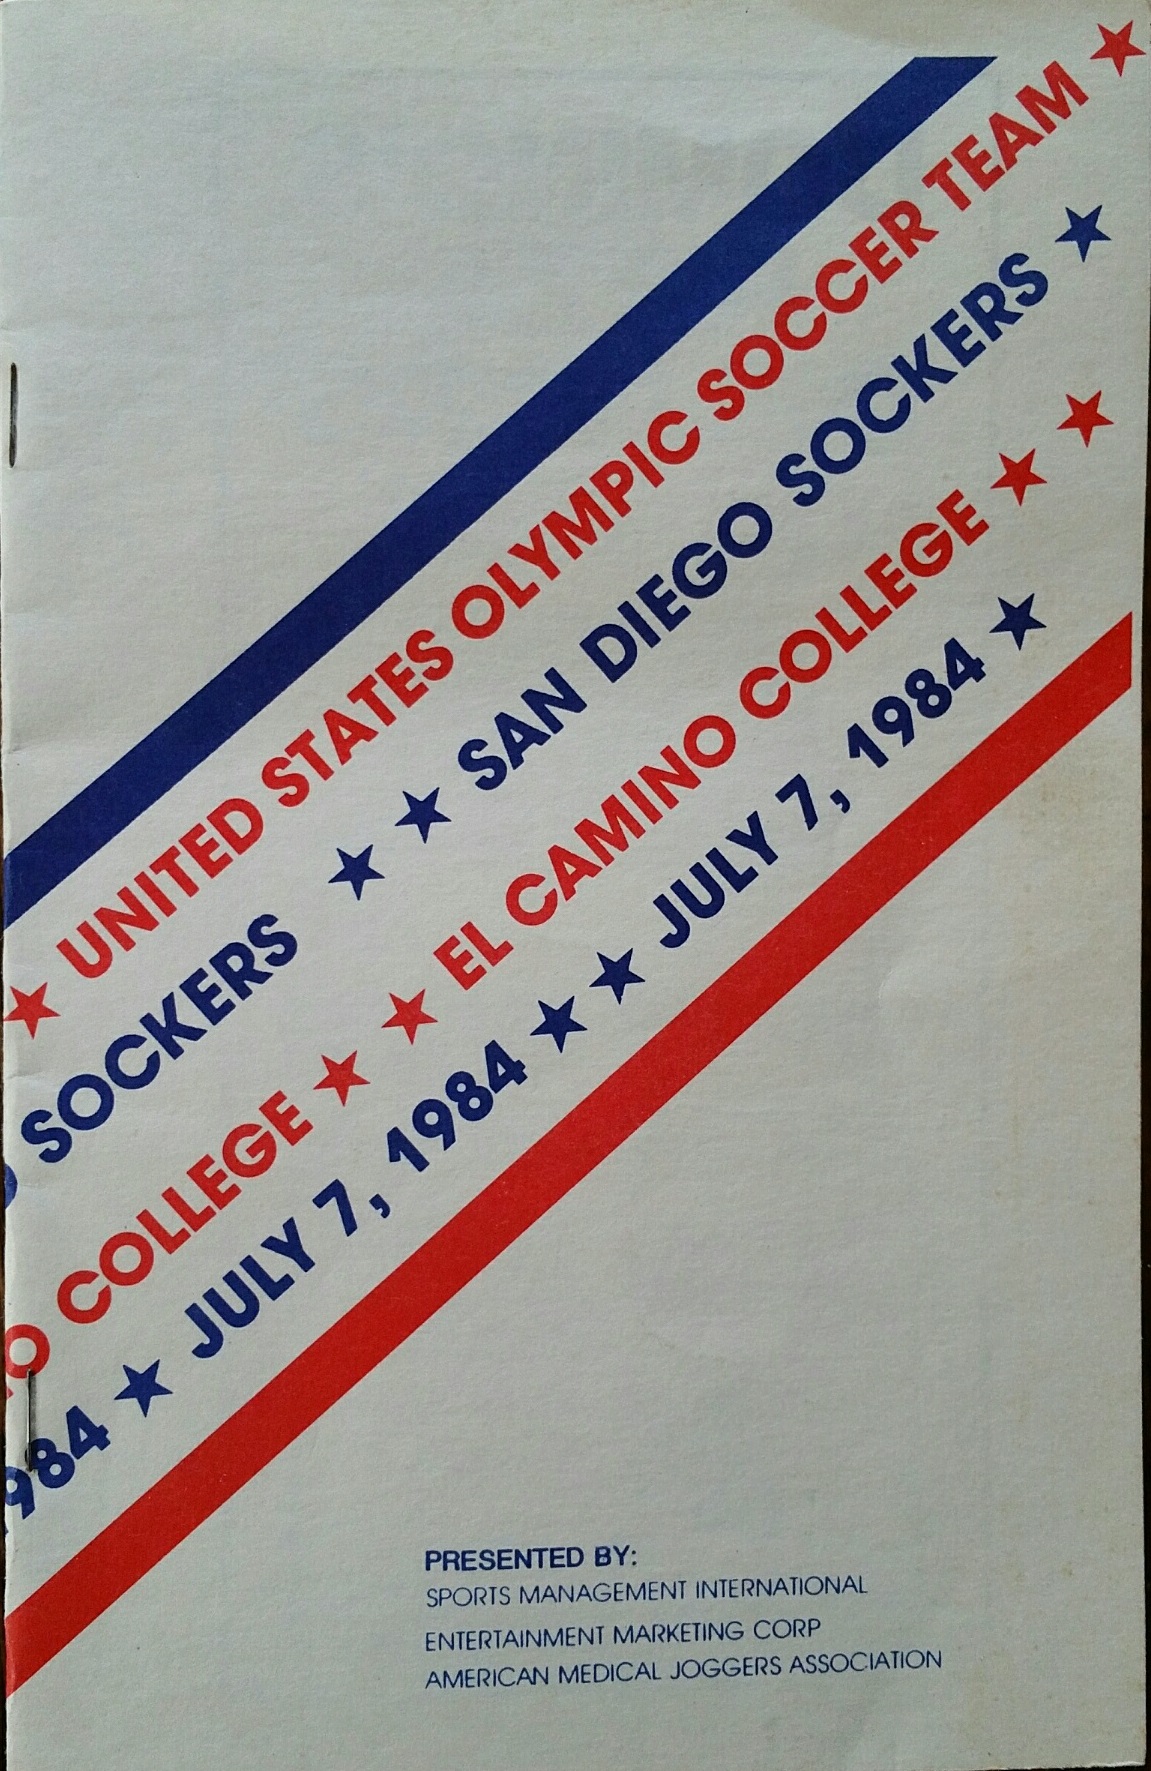 ★ UNITED STATES OLYMPIC SOCCER TEAM ★
SOCKERS ★ ★ SAN DIEGO SOCKERS ★
O COLLEGE ★ ★ EL CAMINO COLLEGE ★ ★
984 ★ JULY 7, 1984 ★ ★ JULY 7, 1984 ★
PRESENTED BY:
SPORTS MANAGEMENT INTERNATIONAL
ENTERTAINMENT MARKETING CORP
AMERICAN MEDICAL JOGGERS ASSOCIATION